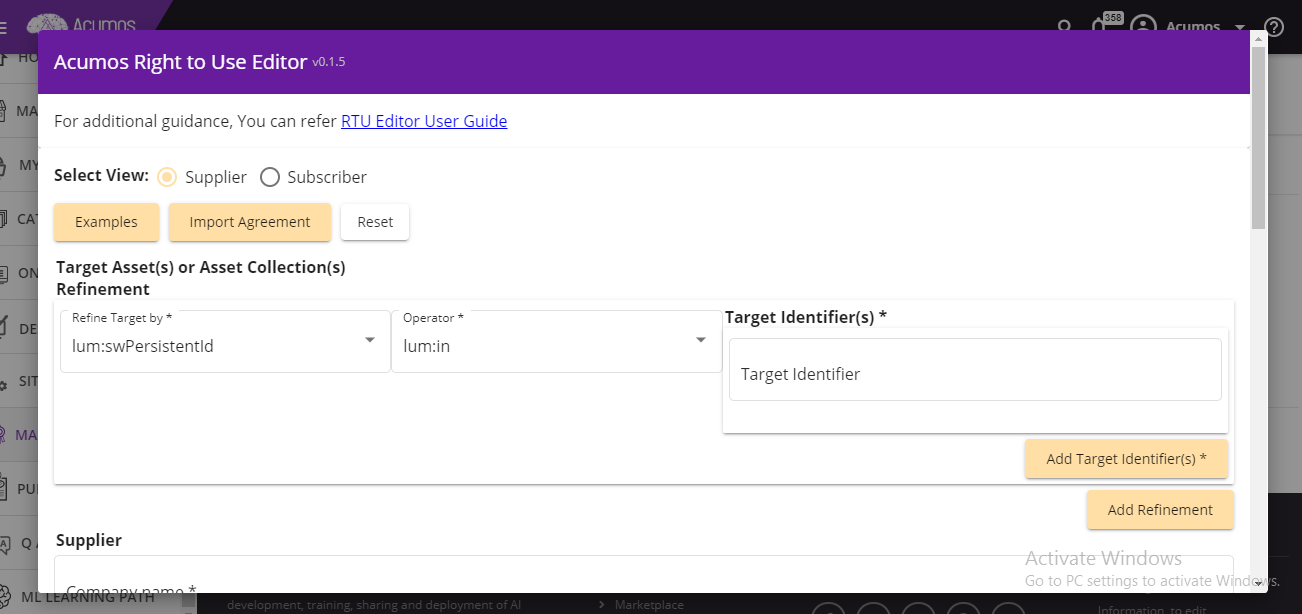 Acumos
358
Acumos
Acumos Right to Use Editor v0.1.5
For additional guidance, You can refer RTU Editor User Guide
Select View: Supplier Subscriber
Examples Import Agreement Reset
Target Asset(s) or Asset Collection(s)
Refinement
Refine Target by * Operator * Target Identifier(s) *
lum:swPersistentId lum:in
Target Identifier
Add Target Identifier(s) *
Add Refinement
Supplier
Company name *
Activate Windows
Go to PC settings to activate Windows.
HO
MA
MY
CAT
ON
DE
SIT
MA
PU
Q
ML LEARNING PATH
development, training, sharing and deployment of AI
Marketplace
Information, to edit